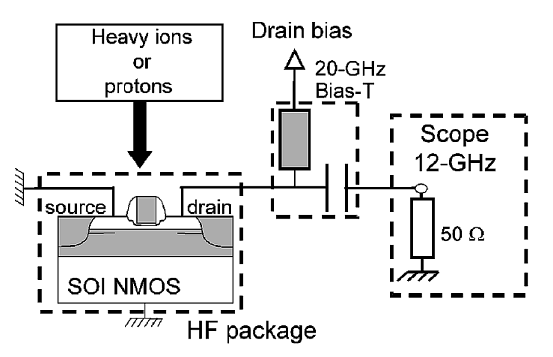 Heavy ions
or
protons
Drain bias
20-GHz
Bias-T
Scope
12-GHz
source
drain
50 Ω
SOI NMOS
HF package